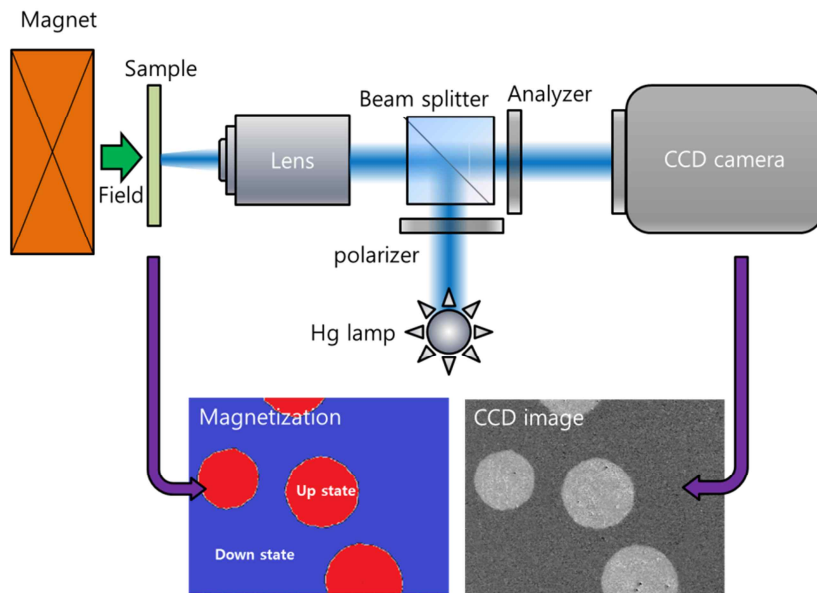 Magnet
Sample
Beam splitter
Analyzer
Lens
CCD camera
Field
polarizer
Hg lamp
Magnetization
CCD image
Up state
Down state